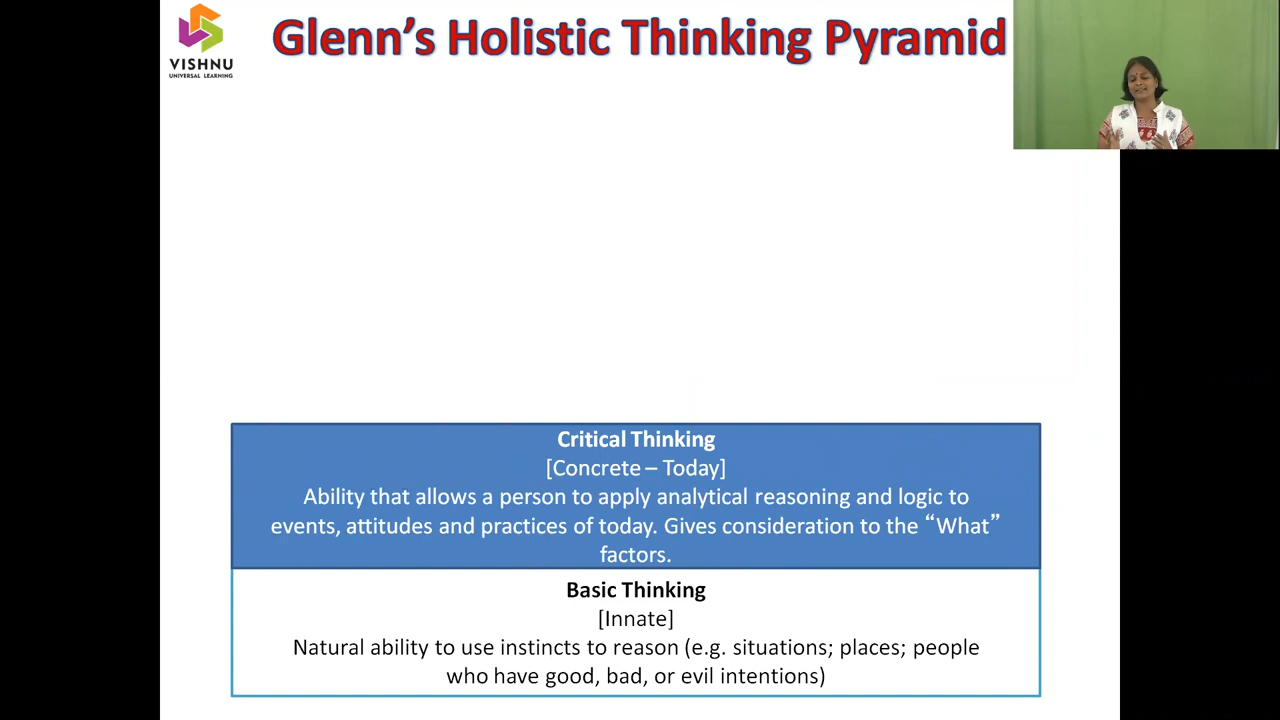 VISHNU
UNIVERSAL LEARNING
Glenn’s Holistic Thinking Pyramid
Critical Thinking
[Concrete – Today]
Ability that allows a person to apply analytical reasoning and logic to
events, attitudes and practices of today. Gives consideration to the “What”
factors.
Basic Thinking
[Innate]
Natural ability to use instincts to reason (e.g. situations; places; people
who have good, bad, or evil intentions)